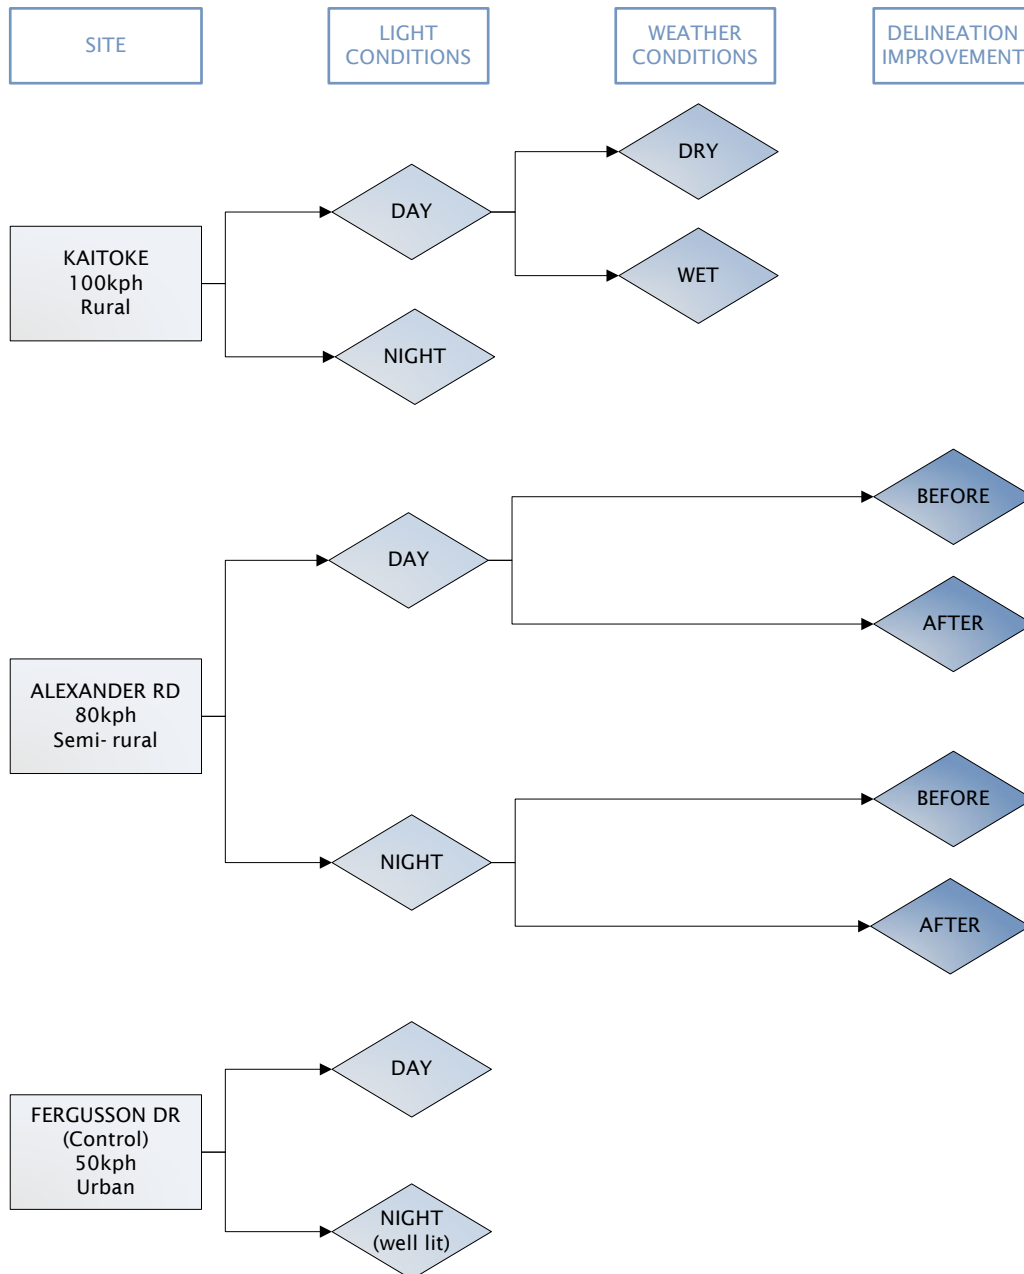 SITE
LIGHT
CONDITIONS
WEATHER
CONDITIONS
DELINEATION
IMPROVEMENT
DRY
DAY
KAITOKE
100kph
Rural
WET
NIGHT
BEFORE
DAY
AFTER
ALEXANDER RD
80kph
Semi- rural
BEFORE
NIGHT
AFTER
DAY
FERGUSSON DR
(Control)
50kph
Urban
NIGHT
(well lit)